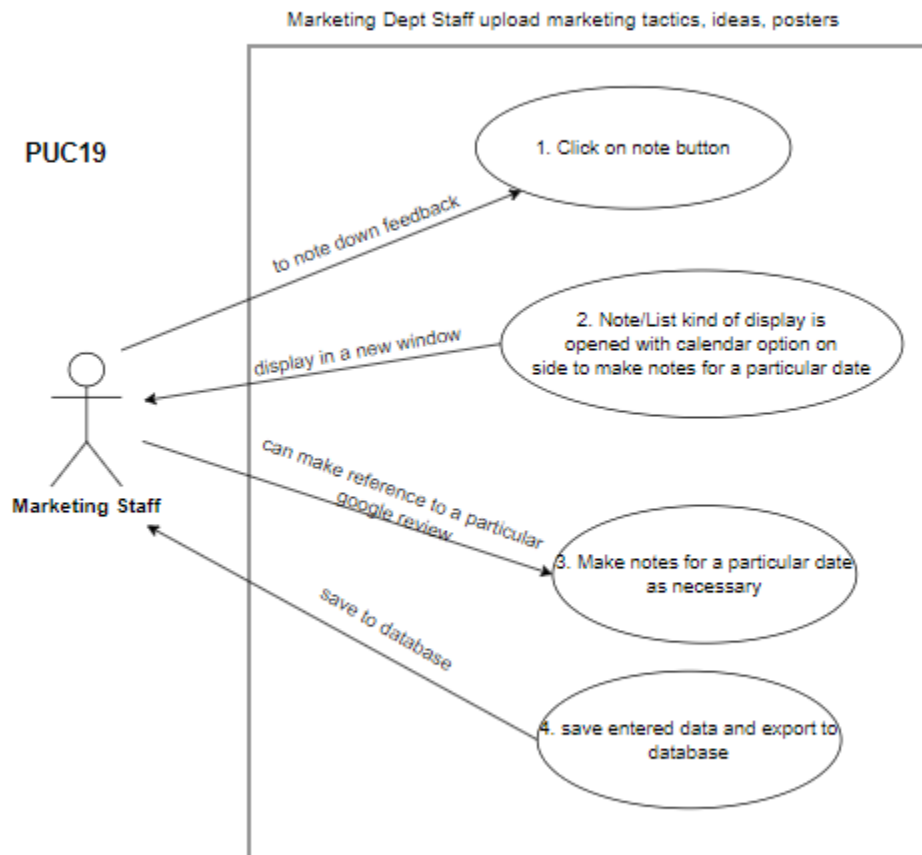 Marketing Dept Staff upload marketing tactics, ideas, posters
PUC19
1. Click on note button
to note down feedback
2. Note/List kind of display is
opened with calendar option on
side to make notes for a particular date
display in a new window
Marketing Staff
can make reference to a particular
google review
3. Make notes for a particular date
as necessary
save to database
4. save entered data and export to
database